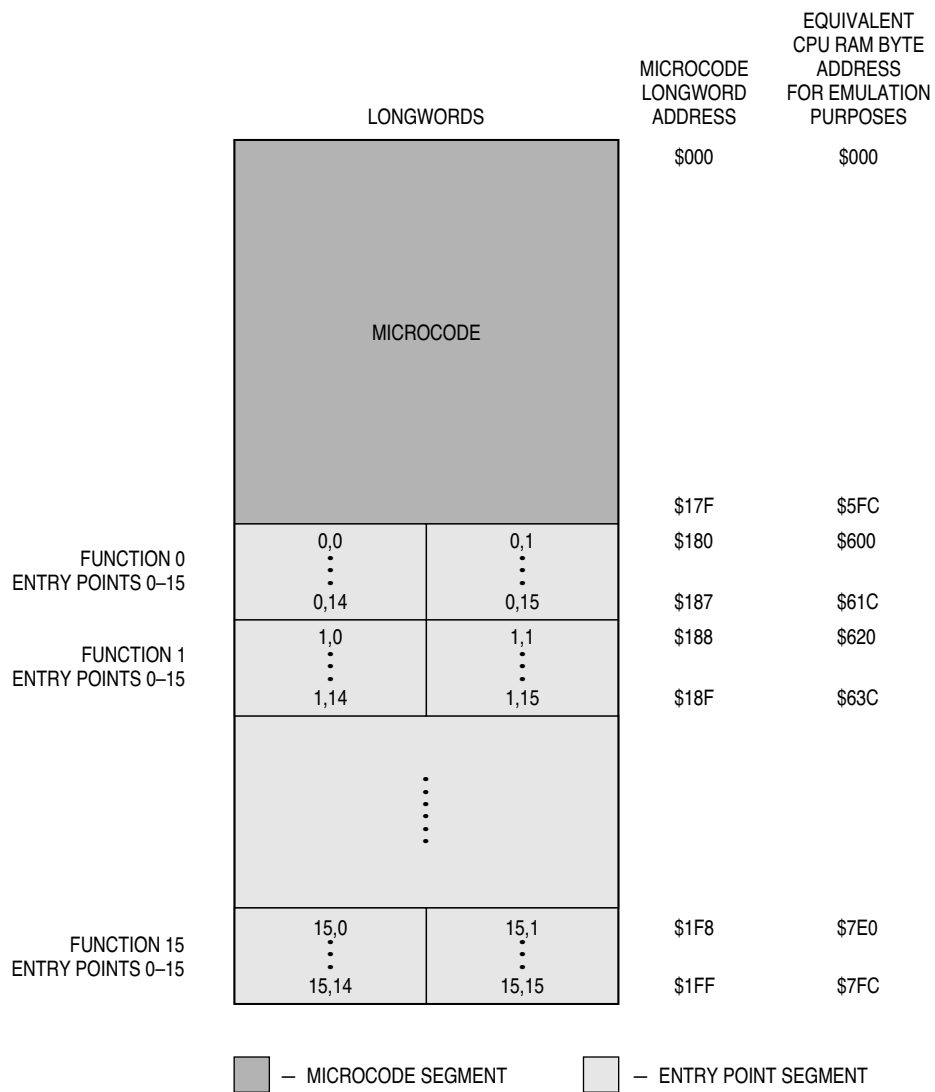 EQUIVALENT
CPU RAM BYTE
ADDRESS
FOR EMULATION
PURPOSES
MICROCODE
LONGWORD
ADDRESS
LONGWORDS
$000 $000
MICROCODE
$17F $5FC
FUNCTION 0
ENTRY POINTS 0–15
0,0 0,1 $180 $600
0,14 0,15 $187 $61C
FUNCTION 1
ENTRY POINTS 0–15
1,0 1,1 $188 $620
1,14 1,15 $18F $63C
FUNCTION 15
ENTRY POINTS 0–15
15,0 15,1 $1F8 $7E0
15,14 15,15 $1FF $7FC
– MICROCODE SEGMENT – ENTRY POINT SEGMENT